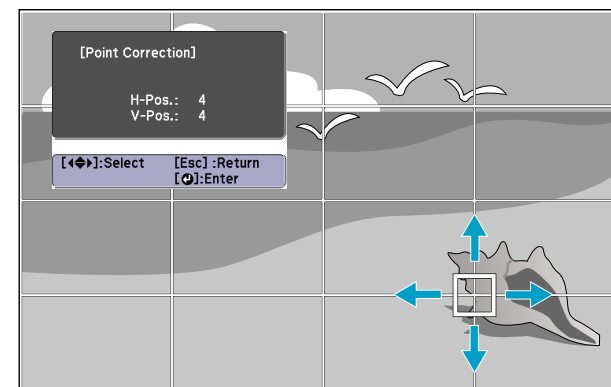 [Point Correction]
H-Pos.: 4
V-Pos.: 4
[◀◆▶]:Select [Esc] :Return
[↵]:Enter